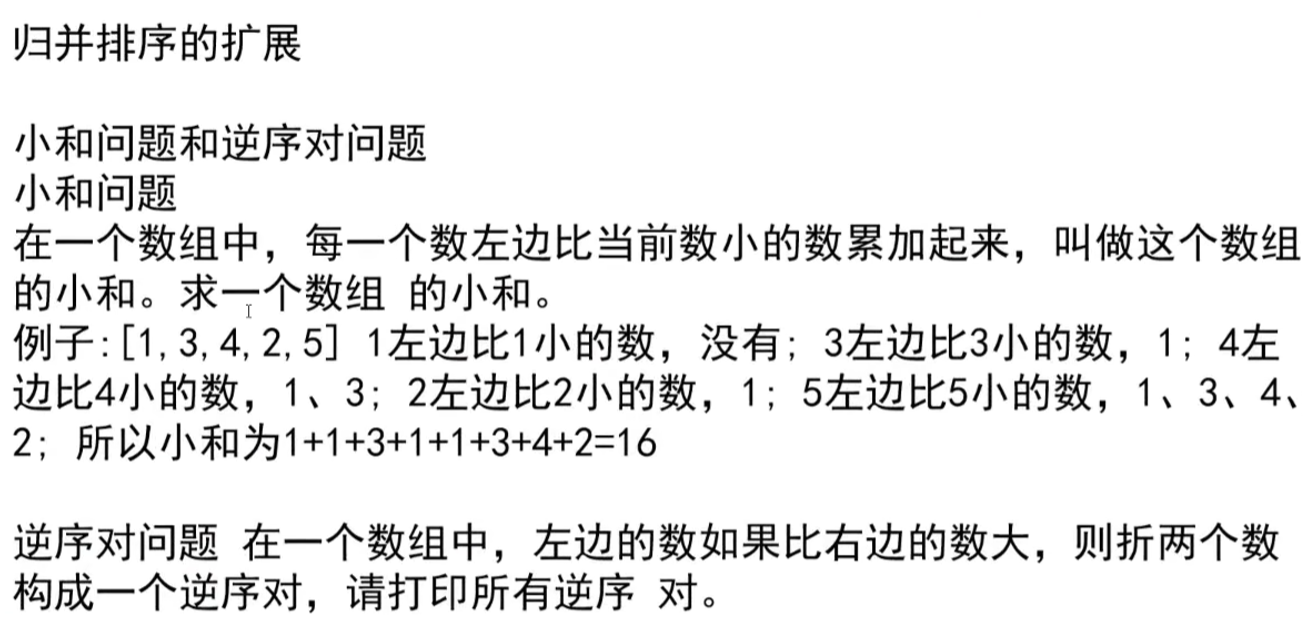 归并排序的扩展
小和问题和逆序对问题
小和问题
在一个数组中，每一个数左边比当前数小的数累加起来，叫做这个数组
的小和。求一个数组 的小和。
例子:[1,3,4,2,5] 1左边比1小的数，没有; 3左边比3小的数，1; 4左
边比4小的数，1、3; 2左边比2小的数，1; 5左边比5小的数，1、3、4、
2; 所以小和为1+1+3+1+1+3+4+2=16
逆序对问题 在一个数组中，左边的数如果比右边的数大，则折两个数
构成一个逆序对，请打印所有逆序 对。